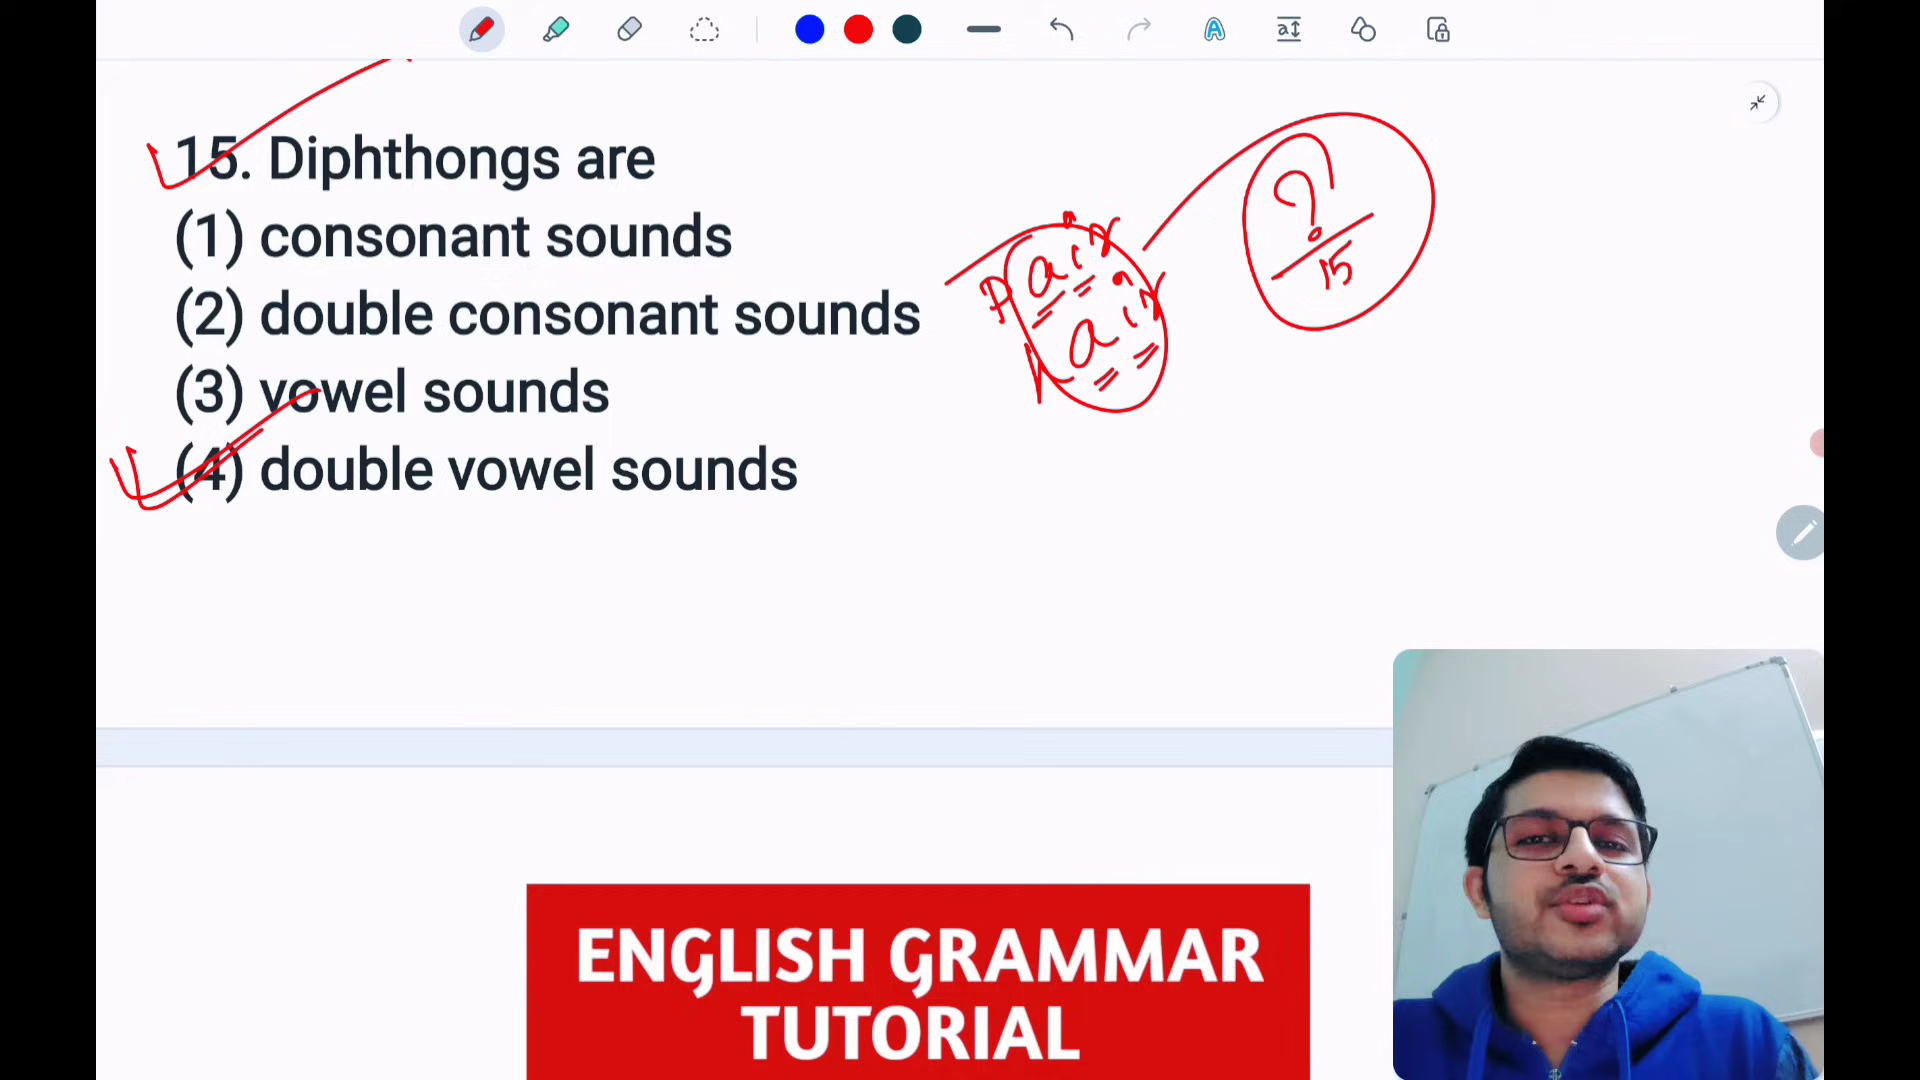 15. Diphthongs are
(1) consonant sounds
(2) double consonant sounds
(3) vowel sounds
(4) double vowel sounds
Pair,
hair
?
15
ENGLISH GRAMMAR
TUTORIAL